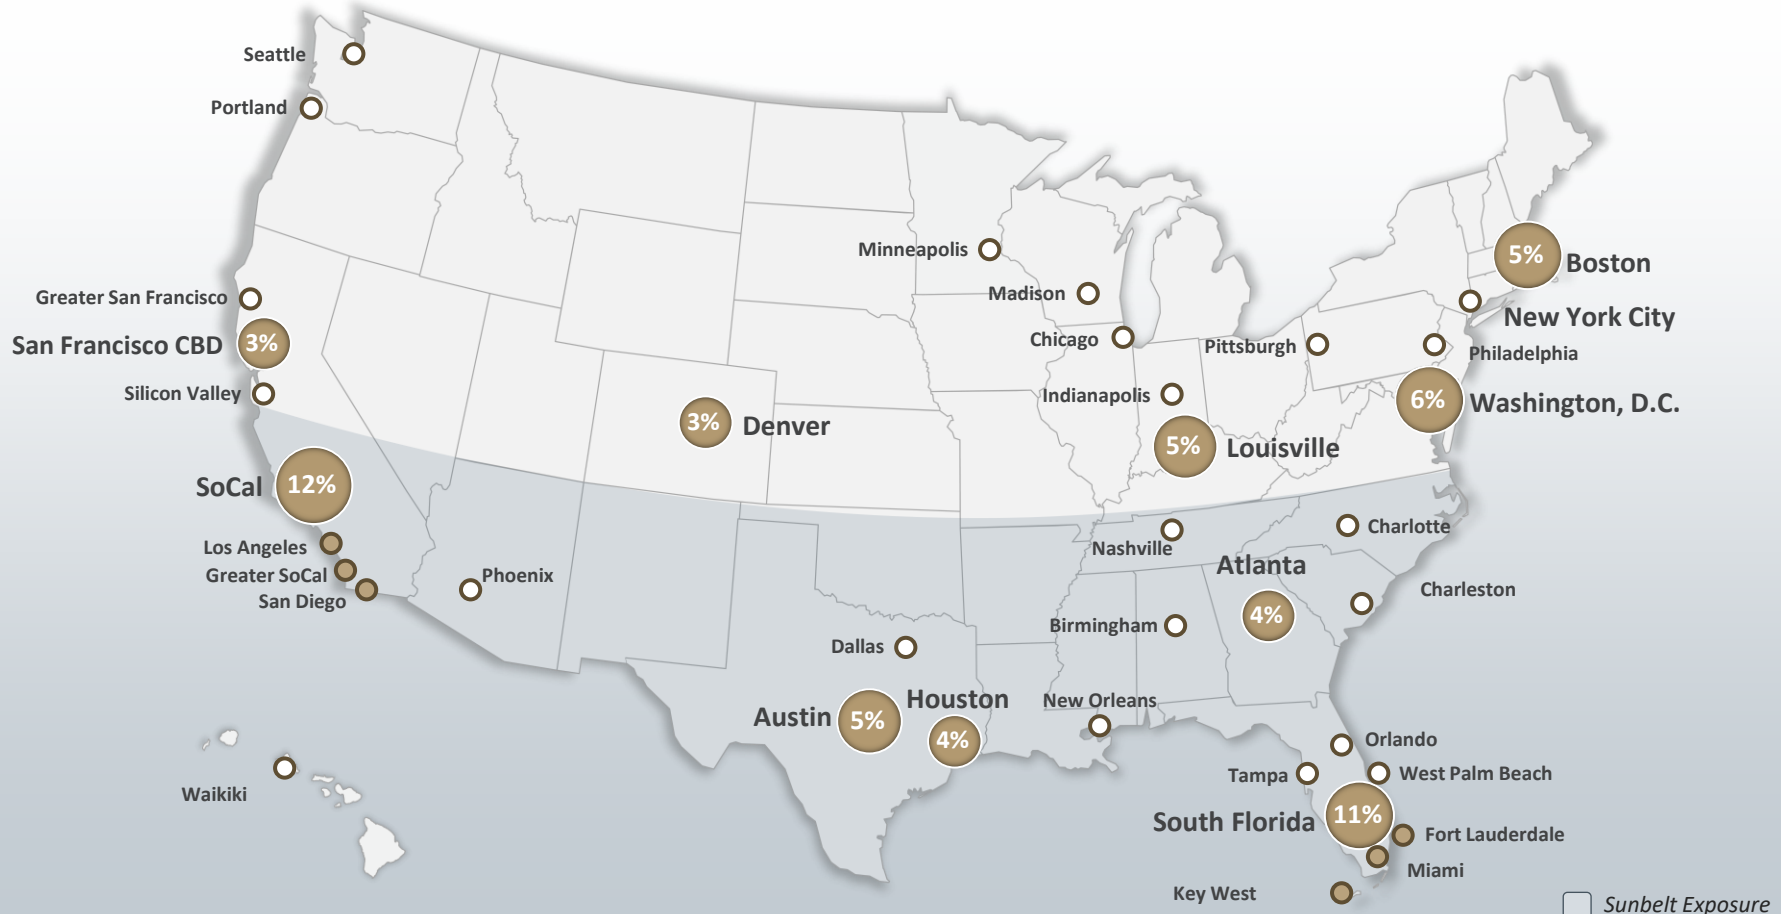 Seattle
Portland
Minneapolis
5%
Boston
Madison
Greater San Francisco
New York City
Chicago
San Francisco CBD
3%
Pittsburgh
Philadelphia
Silicon Valley
Indianapolis
6%
Washington, D.C.
3%
Denver
5%
Louisville
SoCal
12%
Charlotte
Nashville
Los Angeles
Atlanta
Greater SoCal
Phoenix
San Diego
Charleston
4%
Birmingham
Dallas
Houston
New Orleans
Austin
5%
4%
Orlando
Tampa
West Palm Beach
Waikiki
South Florida
11%
Fort Lauderdale
Miami
Key West
Sunbelt Exposure